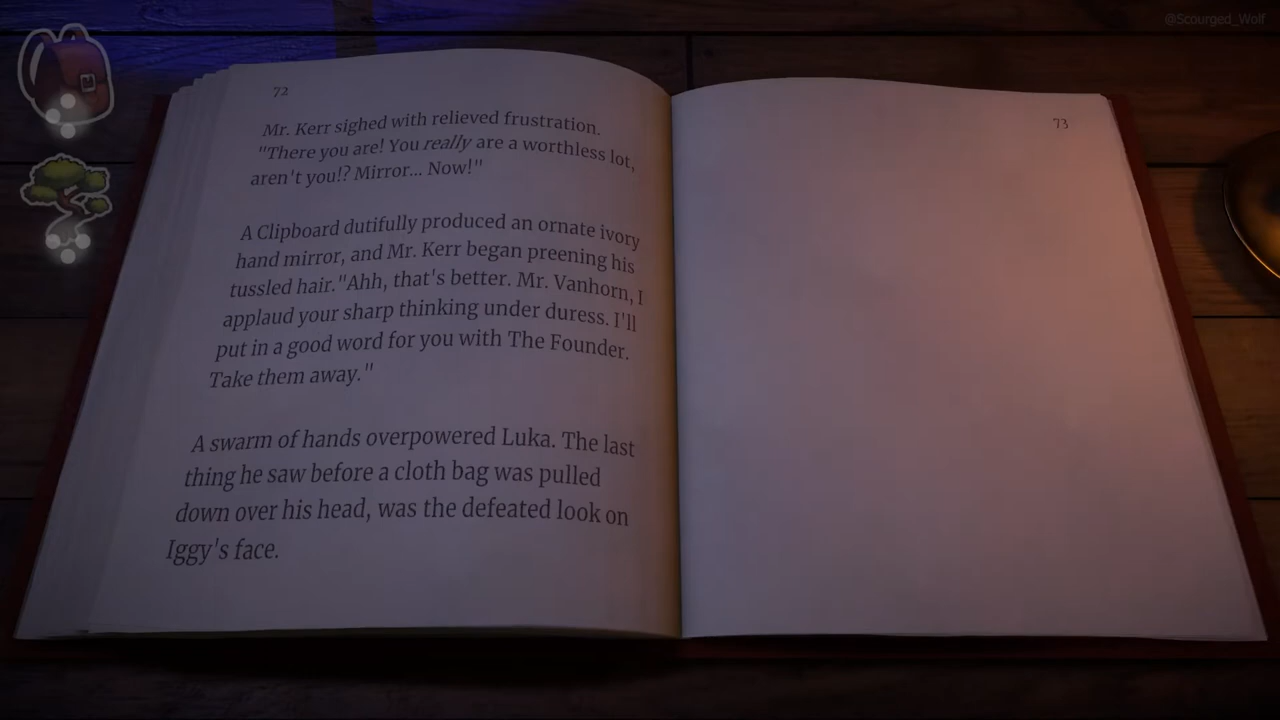 @Scourged_Wolf
72
Mr. Kerr sighed with relieved frustration.
"There you are! You really are a worthless lot,
aren't you!? Mirror... Now!"
A Clipboard dutifully produced an ornate ivory
hand mirror, and Mr. Kerr began preening his
tussled hair."Ahh, that's better. Mr. Vanhorn, I
applaud your sharp thinking under duress. I'll
put in a good word for you with The Founder.
Take them away."
A swarm of hands overpowered Luka. The last
thing he saw before a cloth bag was pulled
down over his head, was the defeated look on
Iggy's face.
73